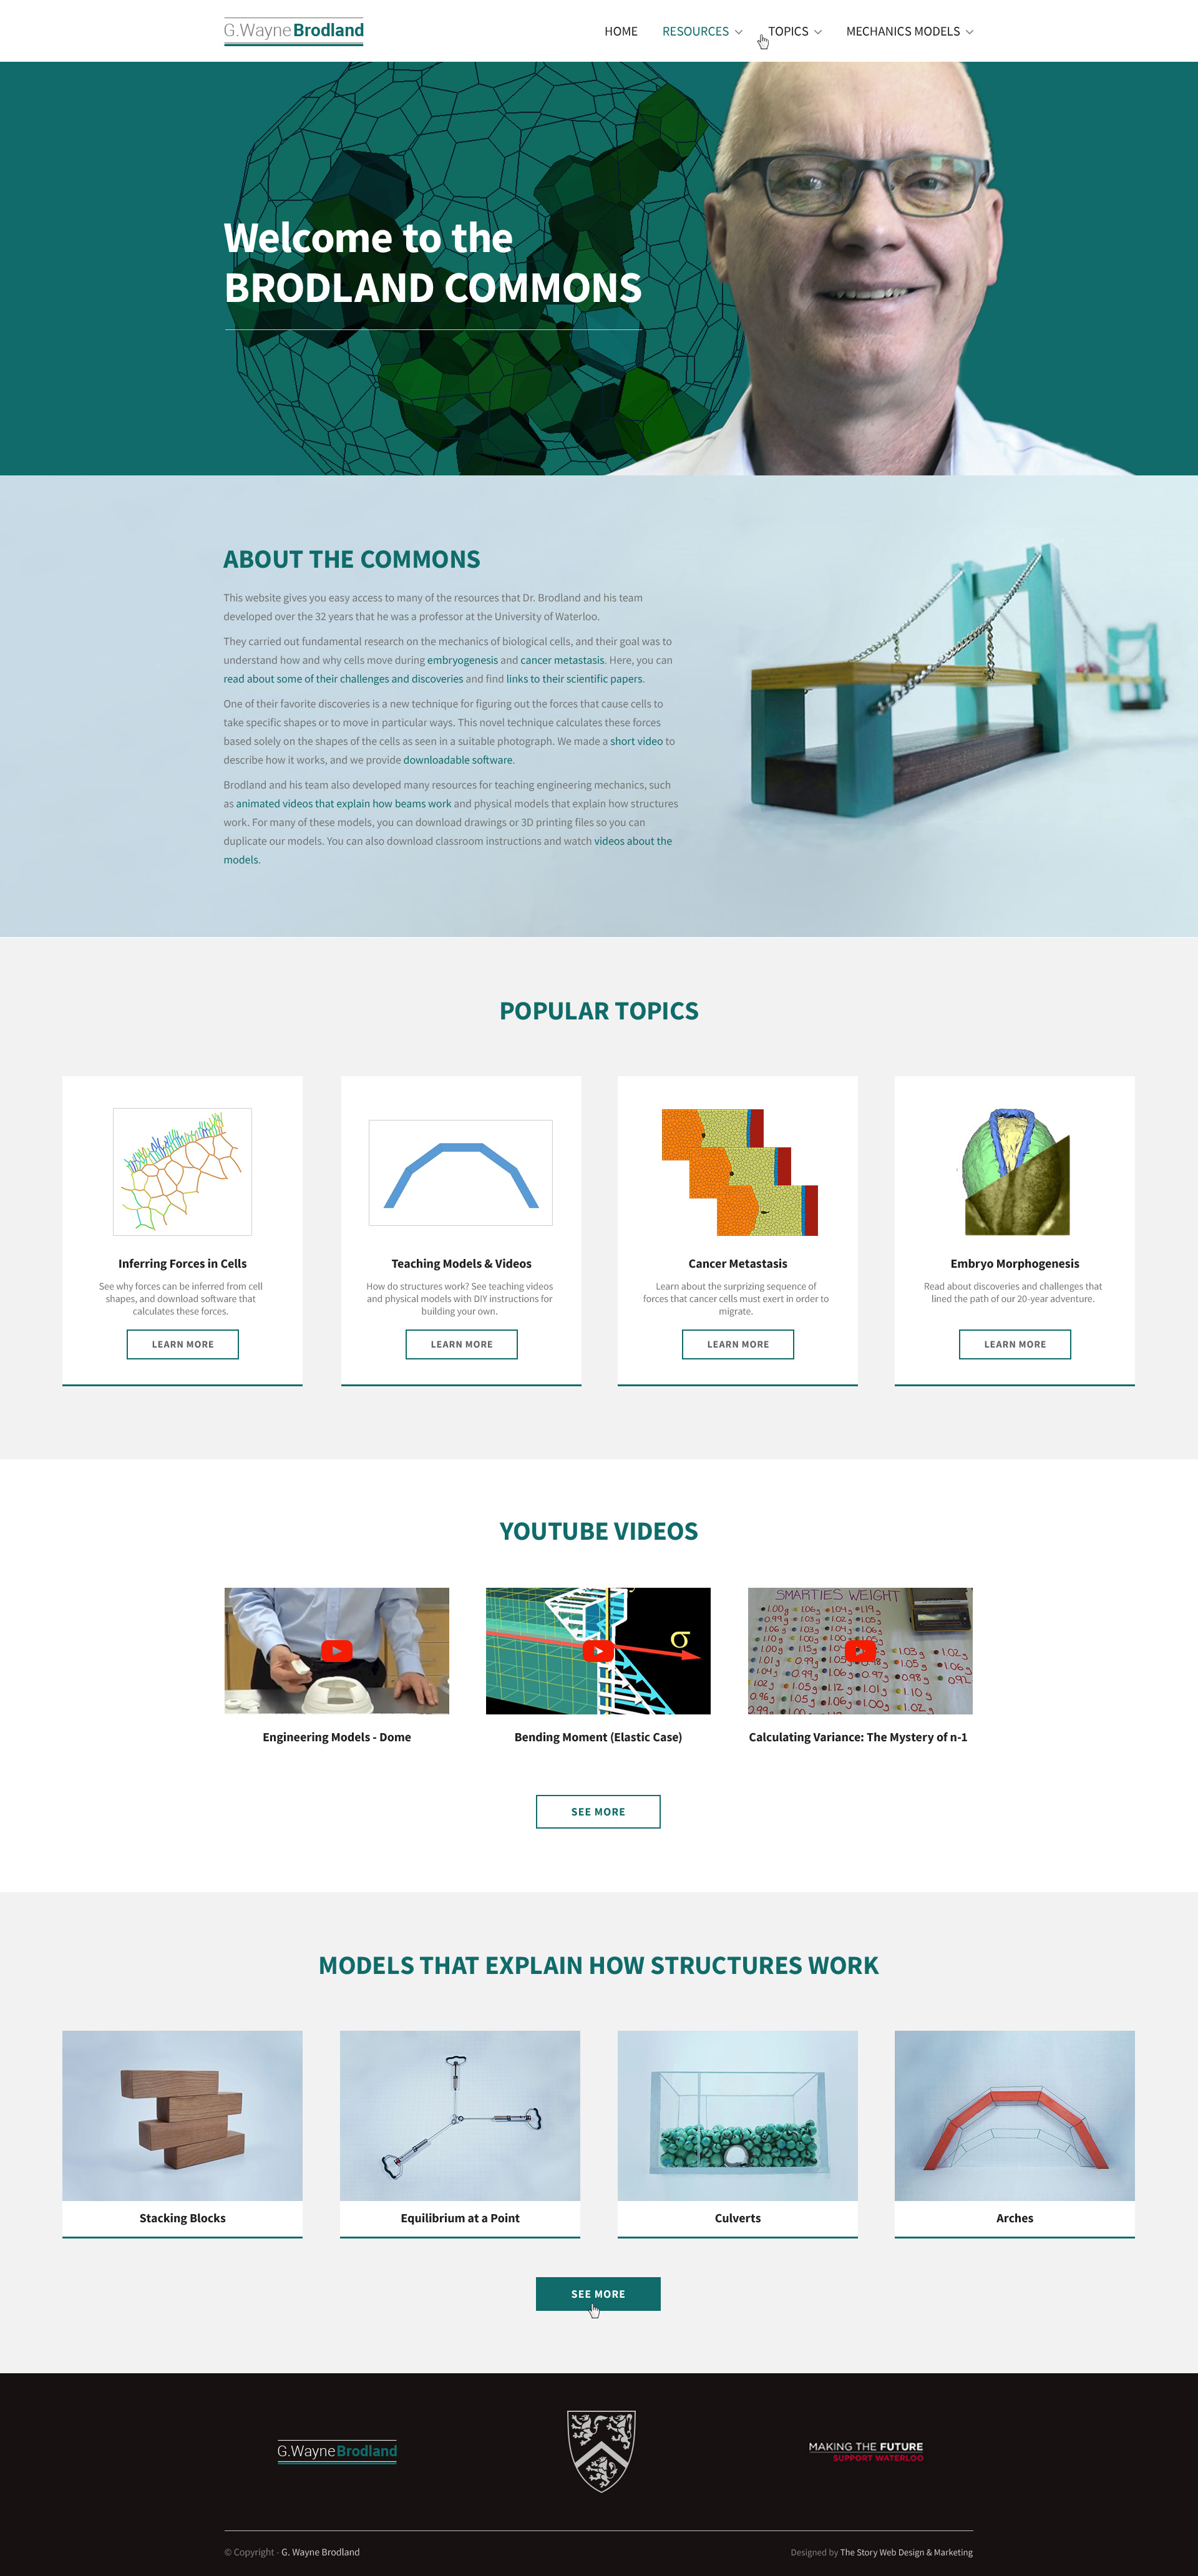 G.WayneBrodland
HOME RESOURCES TOPICS MECHANICS MODELS
Welcome to the
BRODLAND COMMONS
ABOUT THE COMMONS
This website gives you easy access to many of the resources that Dr. Brodland and his team
developed over the 32 years that he was a professor at the University of Waterloo.
They carried out fundamental research on the mechanics of biological cells, and their goal was to
understand how and why cells move during embryogenesis and cancer metastasis. Here, you can
read about some of their challenges and discoveries and find links to their scientific papers.
One of their favorite discoveries is a new technique for figuring out the forces that cause cells to
take specific shapes or to move in particular ways. This novel technique calculates these forces
based solely on the shapes of the cells as seen in a suitable photograph. We made a short video to
describe how it works, and we provide downloadable software.
Brodland and his team also developed many resources for teaching engineering mechanics, such
as animated videos that explain how beams work and physical models that explain how structures
work. For many of these models, you can download drawings or 3D printing files so you can
duplicate our models. You can also download classroom instructions and watch videos about the
models.
POPULAR TOPICS
Inferring Forces in Cells
See why forces can be inferred from cell
shapes, and download software that
calculates these forces.
LEARN MORE
Teaching Models & Videos
How do structures work? See teaching videos
and physical models with DIY instructions for
building your own.
LEARN MORE
Cancer Metastasis
Learn about the surprizing sequence of
forces that cancer cells must exert in order to
migrate.
LEARN MORE
Embryo Morphogenesis
Read about discoveries and challenges that
lined the path of our 20-year adventure.
LEARN MORE
YOUTUBE VIDEOS
σ
SMARTIES WEIGHT
Engineering Models - Dome
Bending Moment (Elastic Case)
Calculating Variance: The Mystery of n-1
SEE MORE
MODELS THAT EXPLAIN HOW STRUCTURES WORK
Stacking Blocks
Equilibrium at a Point
Culverts
Arches
SEE MORE
G.WayneBrodland
MAKING THE FUTURE
SUPPORT WATERLOO
© Copyright - G. Wayne Brodland
Designed by The Story Web Design & Marketing